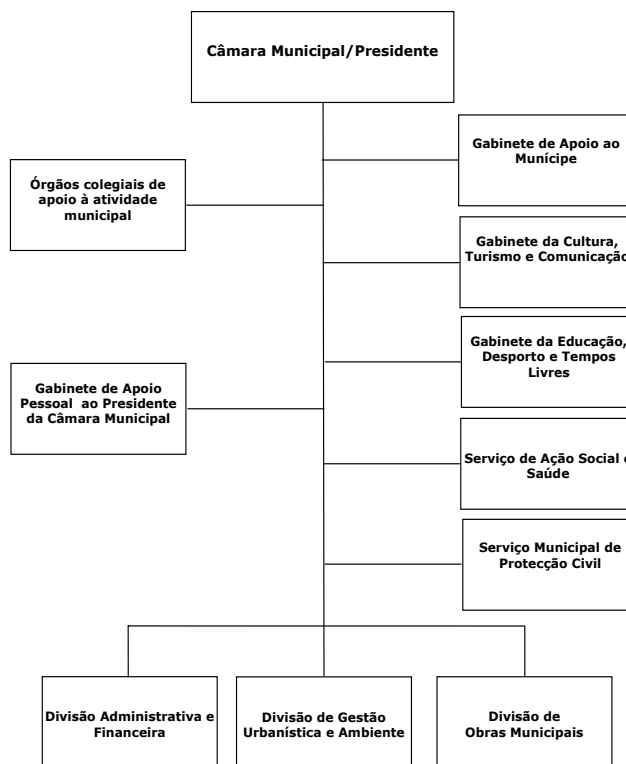 Câmara Municipal/Presidente
Gabinete de Apoio ao
Munícipe
Órgãos colegiais de
apoio à atividade
municipal
Gabinete da Cultura,
Turismo e Comunicação
Gabinete da Educação,
Desporto e Tempos
Livres
Gabinete de Apoio
Pessoal ao Presidente
da Câmara Municipal
Serviço de Ação Social e
Saúde
Serviço Municipal de
Protecção Civil
Divisão Administrativa e
Financeira
Divisão de Gestão
Urbanística e Ambiente
Divisão de
Obras Municipais